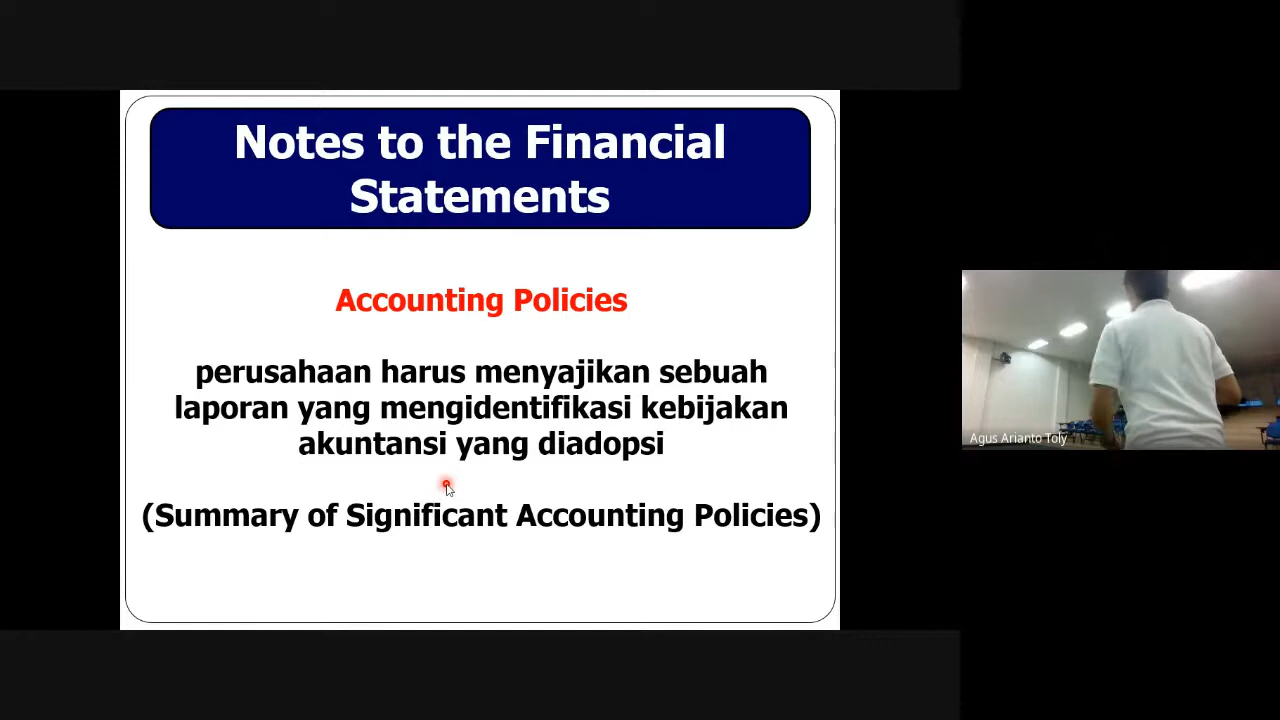 Notes to the Financial
Statements
Accounting Policies
perusahaan harus menyajikan sebuah
laporan yang mengidentifikasi kebijakan
akuntansi yang diadopsi
(Summary of Significant Accounting Policies)
Agus Arianto Toly